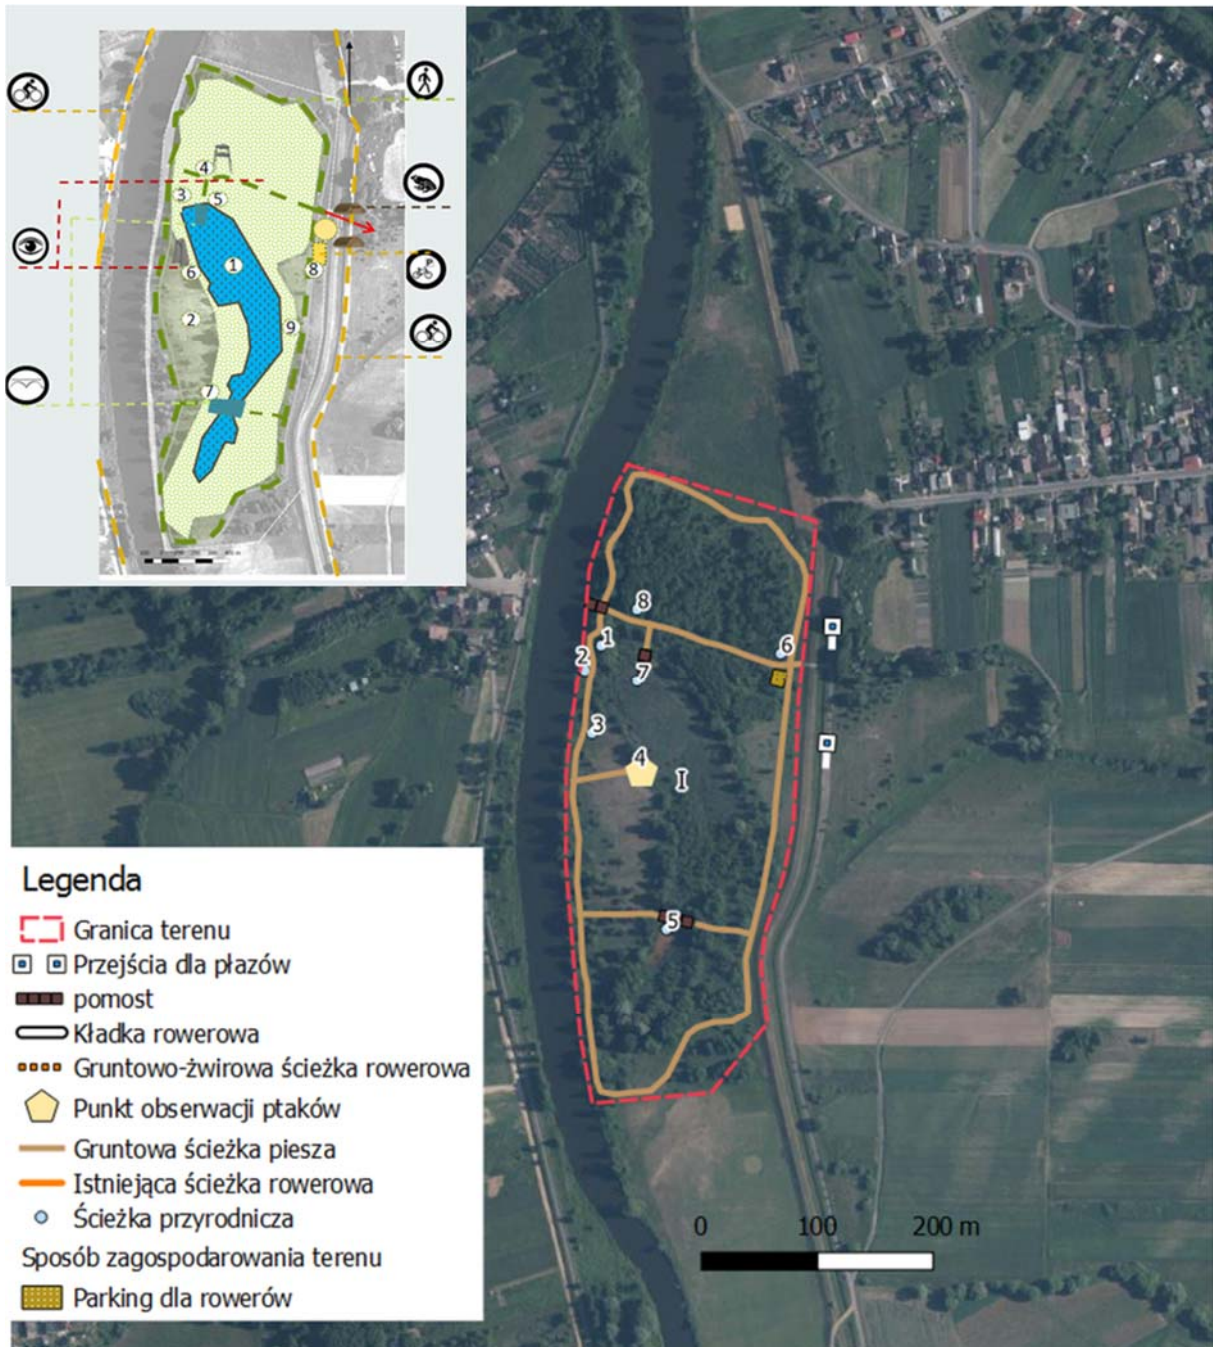 4
3
5
1
6
8
2
9
7
P
8
1
6
2
7
3
4
I
5
Legenda
Granica terenu
Przejścia dla płazów
pomost
Kładka rowerowa
Gruntowo-żwirowa ścieżka rowerowa
Punkt obserwacji ptaków
Gruntowa ścieżka piesza
Istniejąca ścieżka rowerowa
Ścieżka przyrodnicza
Sposób zagospodarowania terenu
Parking dla rowerów
0 100 200 m